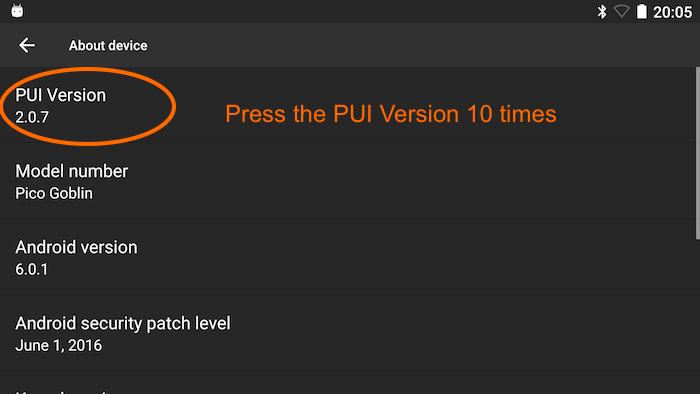 20:05
About device
PUI Version
2.0.7
Press the PUI Version 10 times
Model number
Pico Goblin
Android version
6.0.1
Android security patch level
June 1, 2016